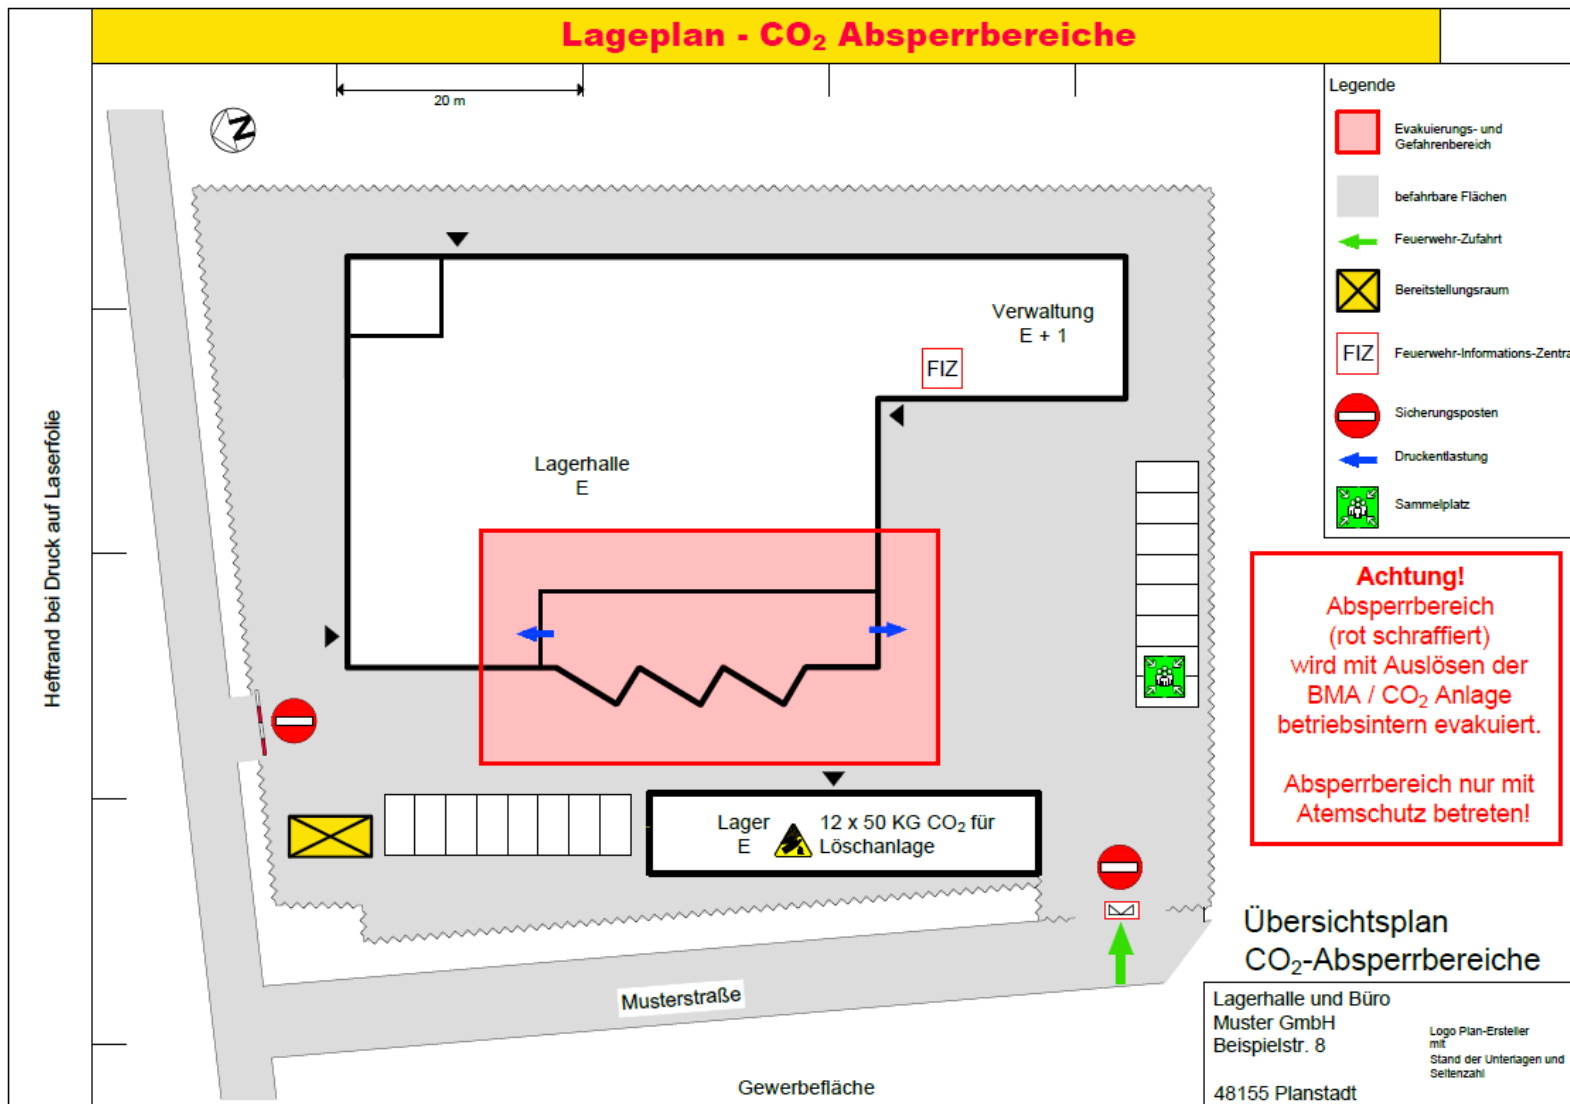 Lageplan - CO₂ Absperrbereiche
20 m
N
Heftrand bei Druck auf Laserfolie
Verwaltung
E + 1
FIZ
Lagerhalle
E
Lager
E
12 x 50 KG CO₂ für
Löschanlage
Musterstraße
Gewerbefläche
Legende
Evakuierungs- und
Gefahrenbereich
befahrbare Flächen
Feuerwehr-Zufahrt
Bereitstellungsraum
FIZ
Feuerwehr-Informations-Zentra
Sicherungsposten
Druckentlastung
Sammelplatz
Achtung!
Absperrbereich
(rot schraffiert)
wird mit Auslösen der
BMA / CO₂ Anlage
betriebsintern evakuiert.
Absperrbereich nur mit
Atemschutz betreten!
Übersichtsplan
CO₂-Absperrbereiche
Lagerhalle und Büro
Muster GmbH
Beispielstr. 8
48155 Planstadt
Logo Plan-Ersteller
mit
Stand der Unterlagen und
Seitenzahl